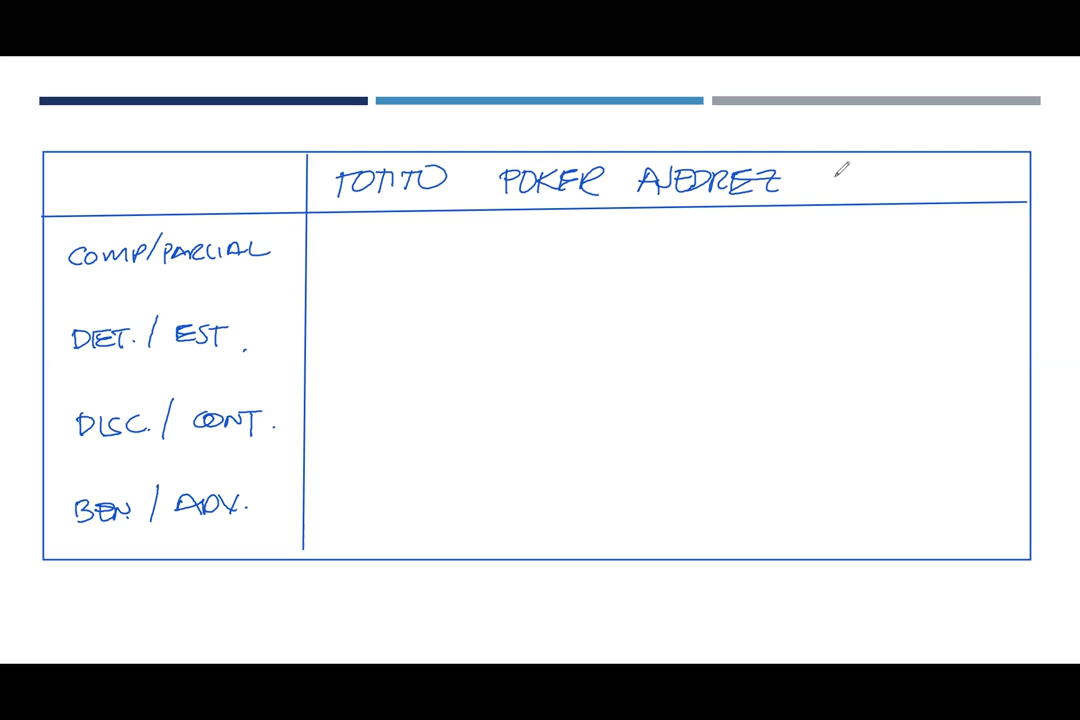 TOTITO POKER AJEDREZ
COMP/PARCIAL
DET. / EST.
DISC. / CONT.
BEN. / ADV.